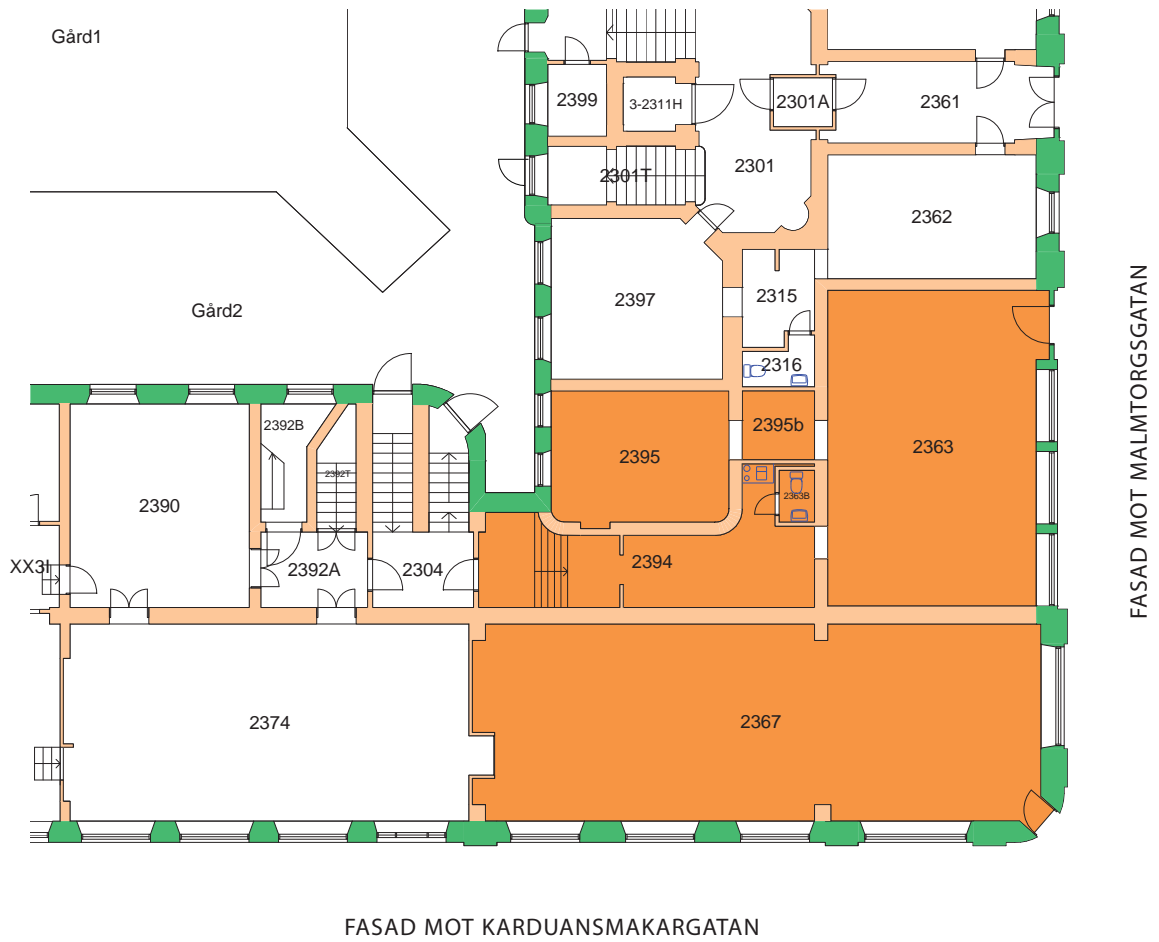 Gård1
2399
3-2311H
2301A
2361
2301T
2301
2362
Gård2
2397
2315
2316
2392B
2395b
2363
2395
2392T
2363B
2390
XX3I
2392A
2304
2394
2374
2367
FASAD MOT MALMTORGSGATAN
FASAD MOT KARDUANSMAKARGATAN